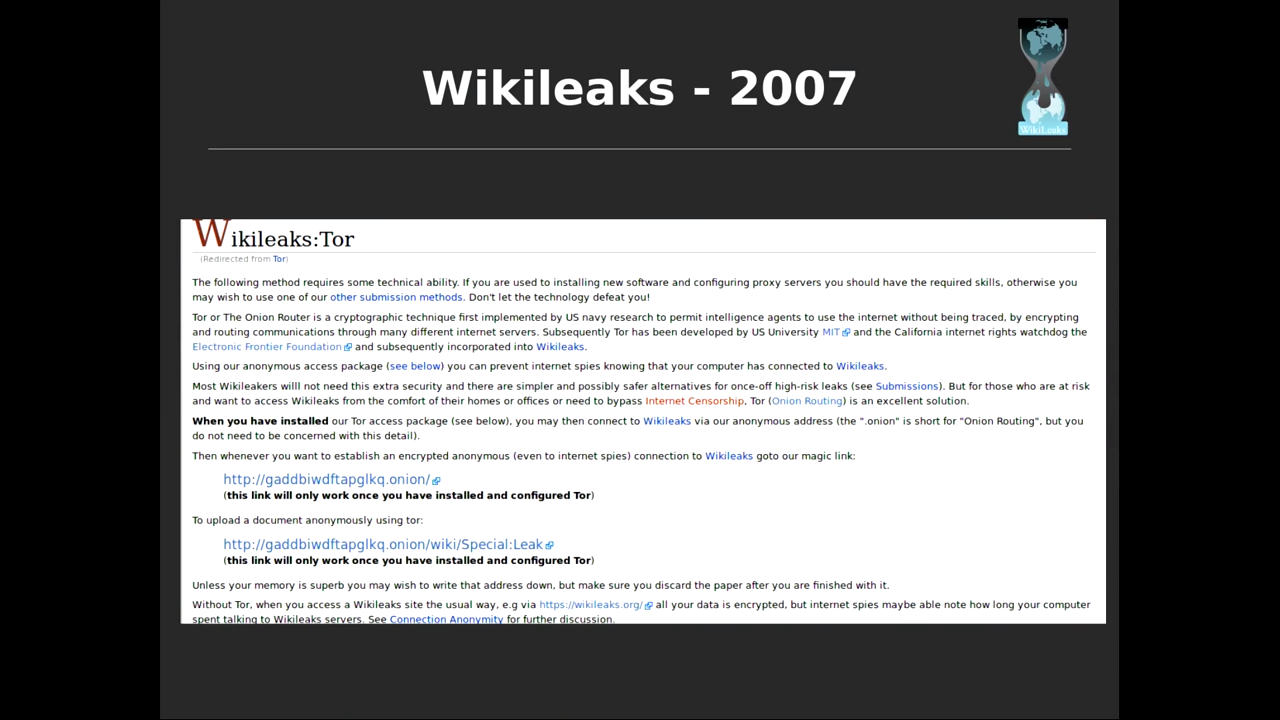 Wikileaks - 2007
WikiLeaks
Wikileaks:Tor
(Redirected from Tor)
The following method requires some technical ability. If you are used to installing new software and configuring proxy servers you should have the required skills, otherwise you
may wish to use one of our other submission methods. Don't let the technology defeat you!
Tor or The Onion Router is a cryptographic technique first implemented by US navy research to permit intelligence agents to use the internet without being traced, by encrypting
and routing communications through many different internet servers. Subsequently Tor has been developed by US University MIT and the California internet rights watchdog the
Electronic Frontier Foundation and subsequently incorporated into Wikileaks.
Using our anonymous access package (see below) you can prevent internet spies knowing that your computer has connected to Wikileaks.
Most Wikileakers willl not need this extra security and there are simpler and possibly safer alternatives for once-off high-risk leaks (see Submissions). But for those who are at risk
and want to access Wikileaks from the comfort of their homes or offices or need to bypass Internet Censorship, Tor (Onion Routing) is an excellent solution.
When you have installed our Tor access package (see below), you may then connect to Wikileaks via our anonymous address (the ".onion" is short for "Onion Routing", but you
do not need to be concerned with this detail).
Then whenever you want to establish an encrypted anonymous (even to internet spies) connection to Wikileaks goto our magic link:
http://gaddbiwdftapglkq.onion/
(this link will only work once you have installed and configured Tor)
To upload a document anonymously using tor:
http://gaddbiwdftapglkq.onion/wiki/Special:Leak
(this link will only work once you have installed and configured Tor)
Unless your memory is superb you may wish to write that address down, but make sure you discard the paper after you are finished with it.
Without Tor, when you access a Wikileaks site the usual way, e.g via https://wikileaks.org/ all your data is encrypted, but internet spies maybe able note how long your computer
spent talking to Wikileaks servers. See Connection Anonymity for further discussion.